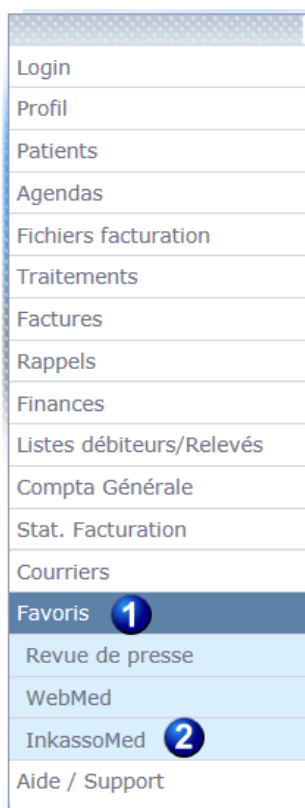 Login
Profil
Patients
Agendas
Fichiers facturation
Traitements
Factures
Rappels
Finances
Listes débiteurs/Relevés
Compta Générale
Stat. Facturation
Courriers
Favoris 1
Revue de presse
WebMed
InkassoMed 2
Aide / Support